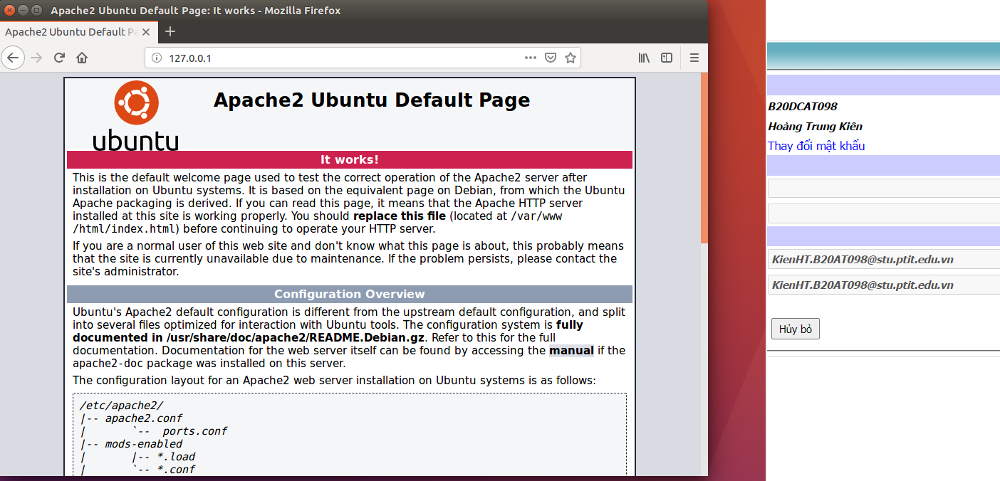 Apache2 Ubuntu Default Page: It works - Mozilla Firefox
Apache2 Ubuntu Default Pa
127.0.0.1
ubuntu
Apache2 Ubuntu Default Page
It works!
This is the default welcome page used to test the correct operation of the Apache2 server after
installation on Ubuntu systems. It is based on the equivalent page on Debian, from which the Ubuntu
Apache packaging is derived. If you can read this page, it means that the Apache HTTP server
installed at this site is working properly. You should replace this file (located at /var/www
/html/index.html) before continuing to operate your HTTP server.
If you are a normal user of this web site and don't know what this page is about, this probably means
that the site is currently unavailable due to maintenance. If the problem persists, please contact the
site's administrator.
Configuration Overview
Ubuntu's Apache2 default configuration is different from the upstream default configuration, and split
into several files optimized for interaction with Ubuntu tools. The configuration system is fully
documented in /usr/share/doc/apache2/README.Debian.gz. Refer to this for the full
documentation. Documentation for the web server itself can be found by accessing the manual if the
apache2-doc package was installed on this server.
The configuration layout for an Apache2 web server installation on Ubuntu systems is as follows:
/etc/apache2/
|-- apache2.conf
|       `--  ports.conf
|-- mods-enabled
|       |-- *.load
|       `-- *.conf
B20DCAT098
Hoàng Trung Kiên
Thay đổi mật khẩu
KienHT.B20AT098@stu.ptit.edu.vn
KienHT.B20AT098@stu.ptit.edu.vn
Hủy bỏ